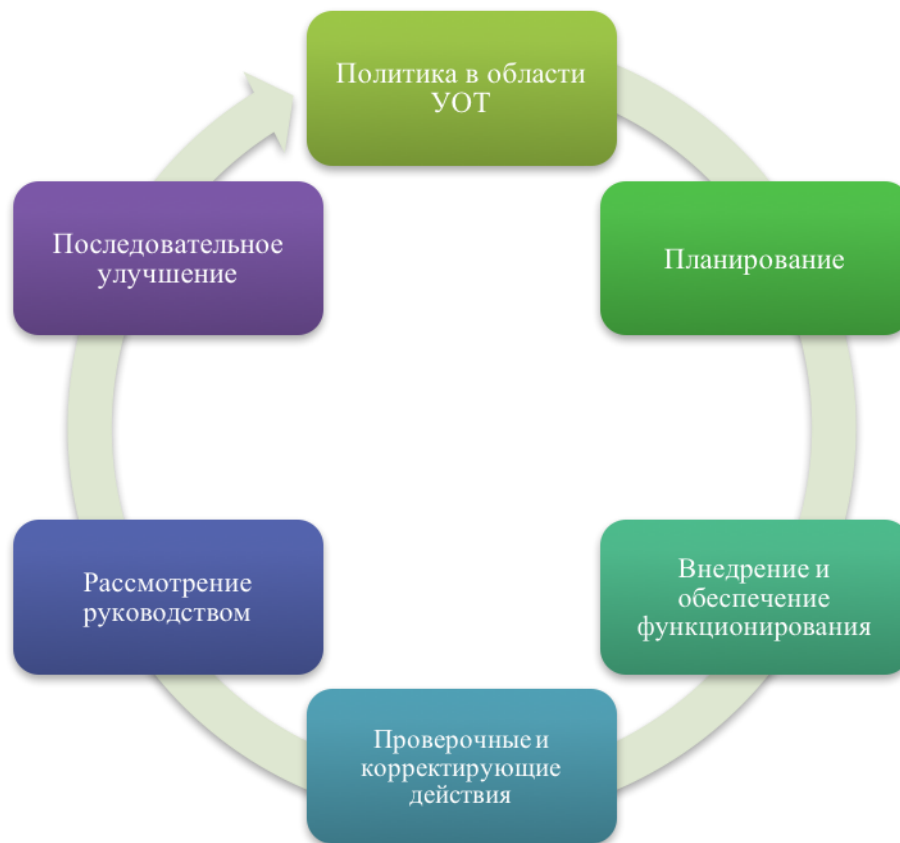 Политика в области
УОТ
Планирование
Внедрение и
обеспечение
функционирования
Проверочные и
корректирующие
действия
Рассмотрение
руководством
Последовательное
улучшение